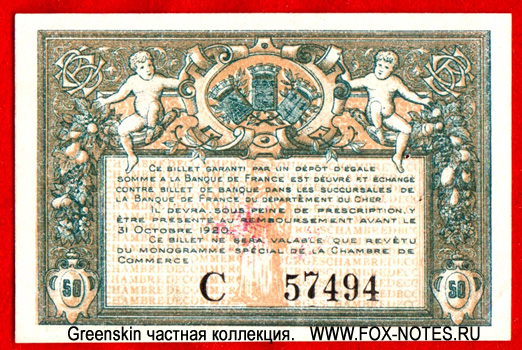 CE BILLET GARANTI PAR UN DÉPÔT D'ÉGALE
SOMME A LA BANQUE DE FRANCE EST DÉLIVRÉ ET ÉCHANGÉ
CONTRE BILLET DE BANQUE DANS LES SUCCURSALES DE
LA BANQUE DE FRANCE DU DÉPARTEMENT DU CHER.
IL DEVRA, SOUS PEINE DE PRESCRIPTION,
ÊTRE PRÉSENTÉ AU REMBOURSEMENT AVANT LE
31 OCTOBRE 1920.
CE BILLET NE SERA VALABLE QUE REVÊTU
DU MONOGRAMME SPÉCIAL DE LA CHAMBRE DE
COMMERCE
C 57494
50 50
Greenskin частная коллекция. WWW.FOX-NOTES.RU